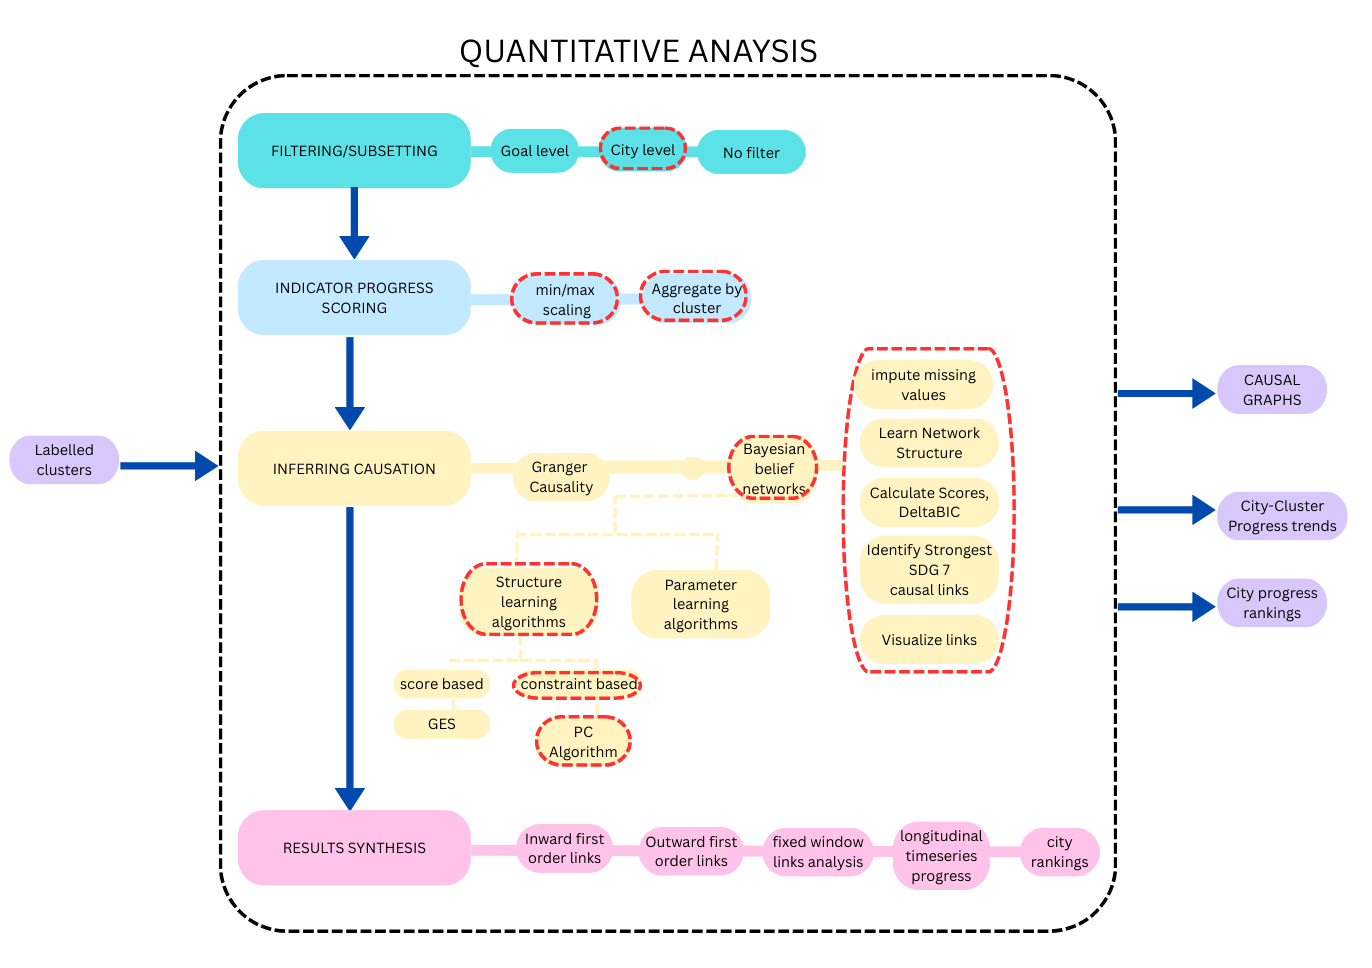 QUANTITATIVE ANAYSIS
FILTERING/SUBSETTING
Goal level
City level
No filter
INDICATOR PROGRESS
SCORING
min/max
scaling
Aggregate by
cluster
Labelled
clusters
INFERRING CAUSATION
Granger
Causality
Bayesian
belief
networks
impute missing
values
Learn Network
Structure
Calculate Scores,
DeltaBIC
Identify Strongest
SDG 7
causal links
Visualize links
Structure
learning
algorithms
Parameter
learning
algorithms
score based
constraint based
GES
PC
Algorithm
RESULTS SYNTHESIS
Inward first
order links
Outward first
order links
fixed window
links analysis
longitudinal
timeseries
progress
city
rankings
CAUSAL
GRAPHS
City-Cluster
Progress trends
City progress
rankings